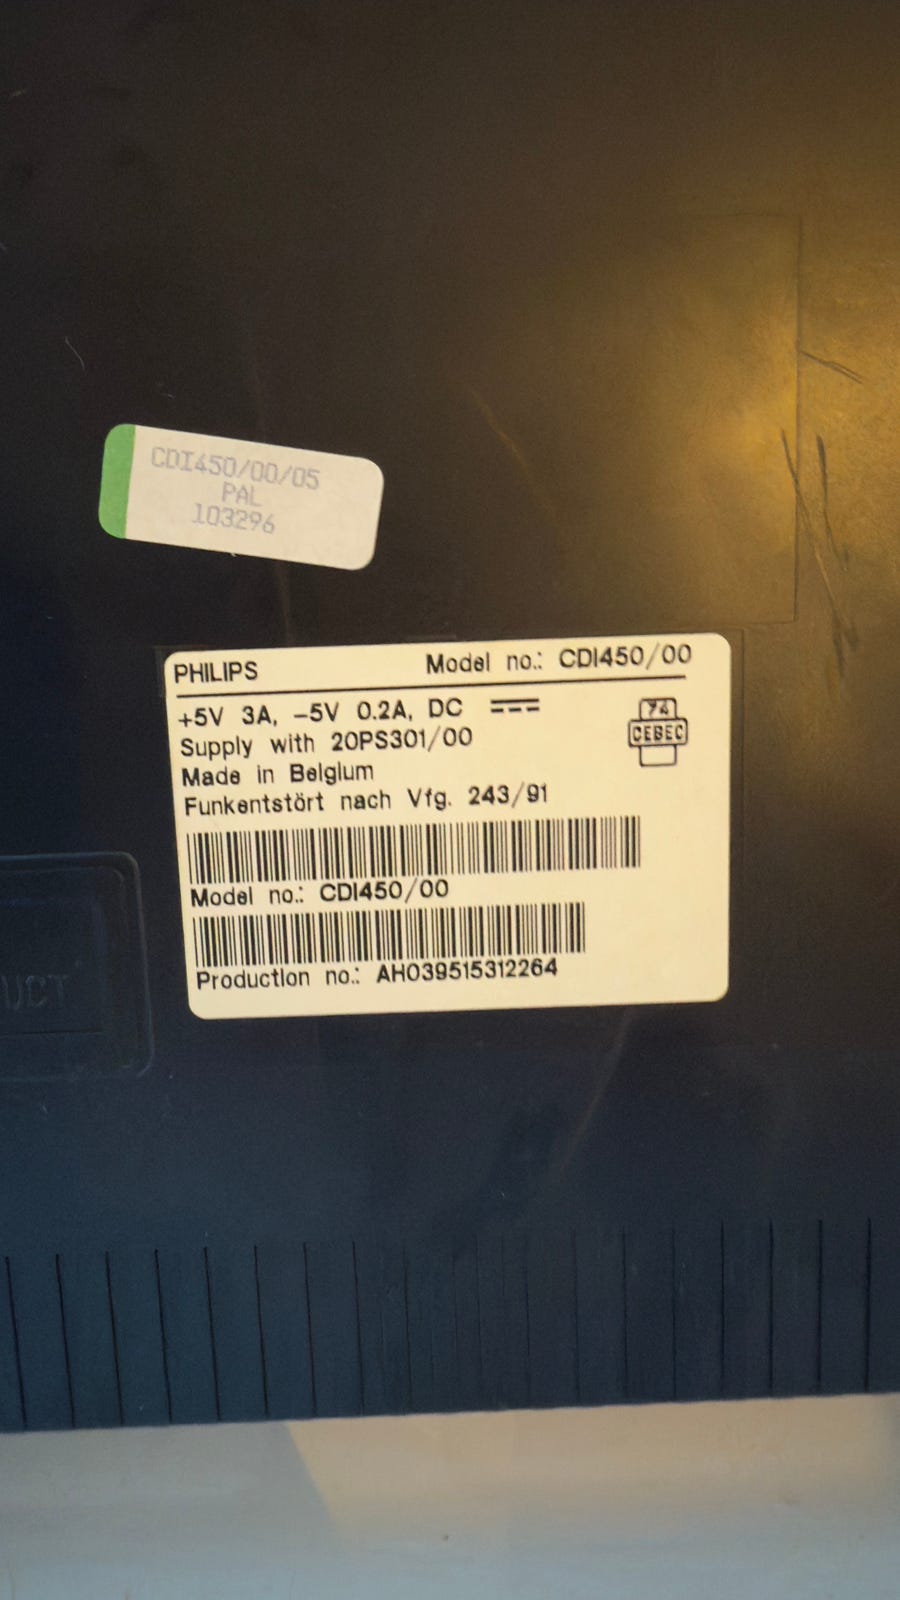 CDI450/00/05
PAL
103296
PHILIPS Model no.: CDI450/00
+5V 3A, -5V 0.2A, DC
74
CEBEC
Supply with 20PS301/00
Made in Belgium
Funkentstört nach Vfg. 243/91
Model no.: CDI450/00
Production no.: AH039515312264
UCT